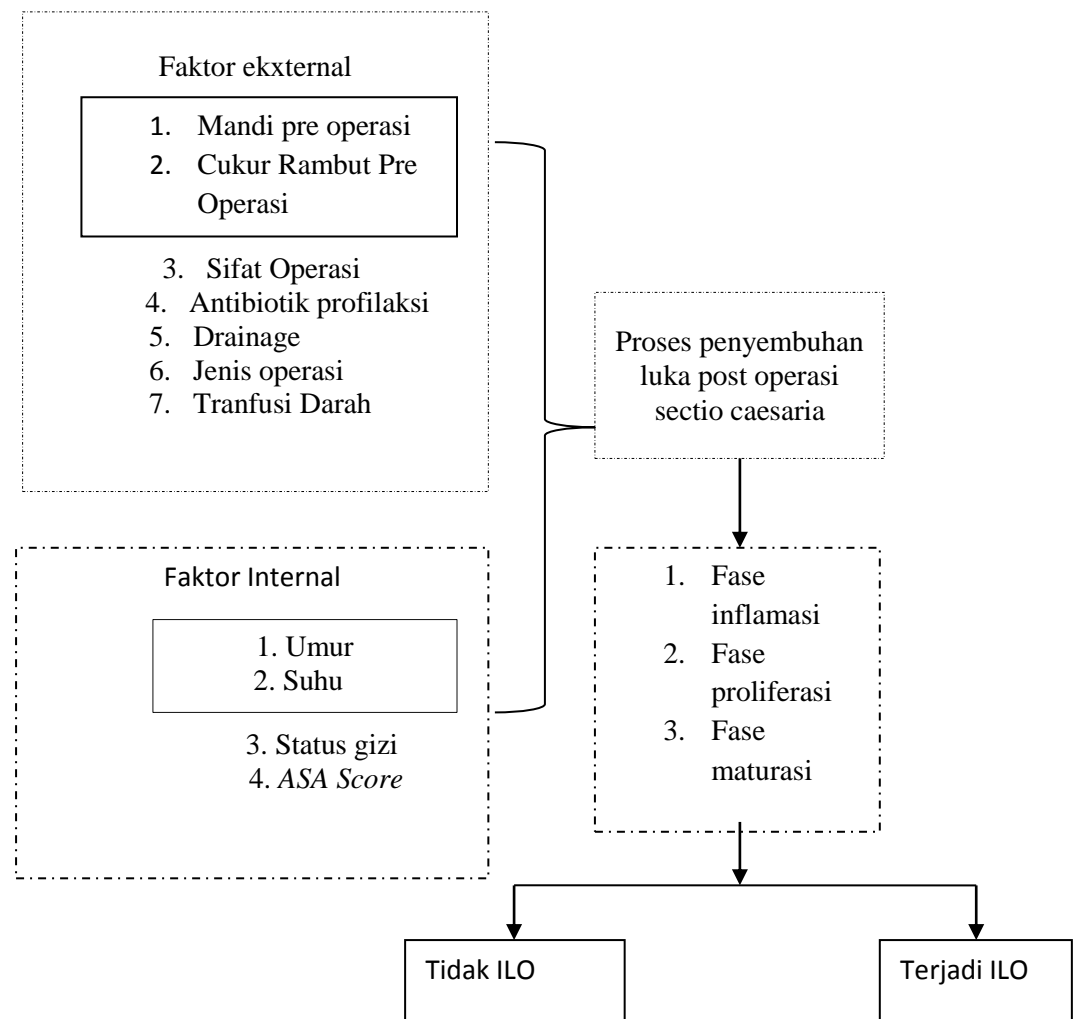 Faktor ekxternal
1. Mandi pre operasi
2. Cukur Rambut Pre
Operasi
3. Sifat Operasi
4. Antibiotik profilaksi
5. Drainage
6. Jenis operasi
7. Tranfusi Darah
Faktor Internal
1. Umur
2. Suhu
3. Status gizi
4. ASA Score
Proses penyembuhan
luka post operasi
sectio caesaria
1. Fase
inflamasi
2. Fase
proliferasi
3. Fase
maturasi
Tidak ILO
Terjadi ILO